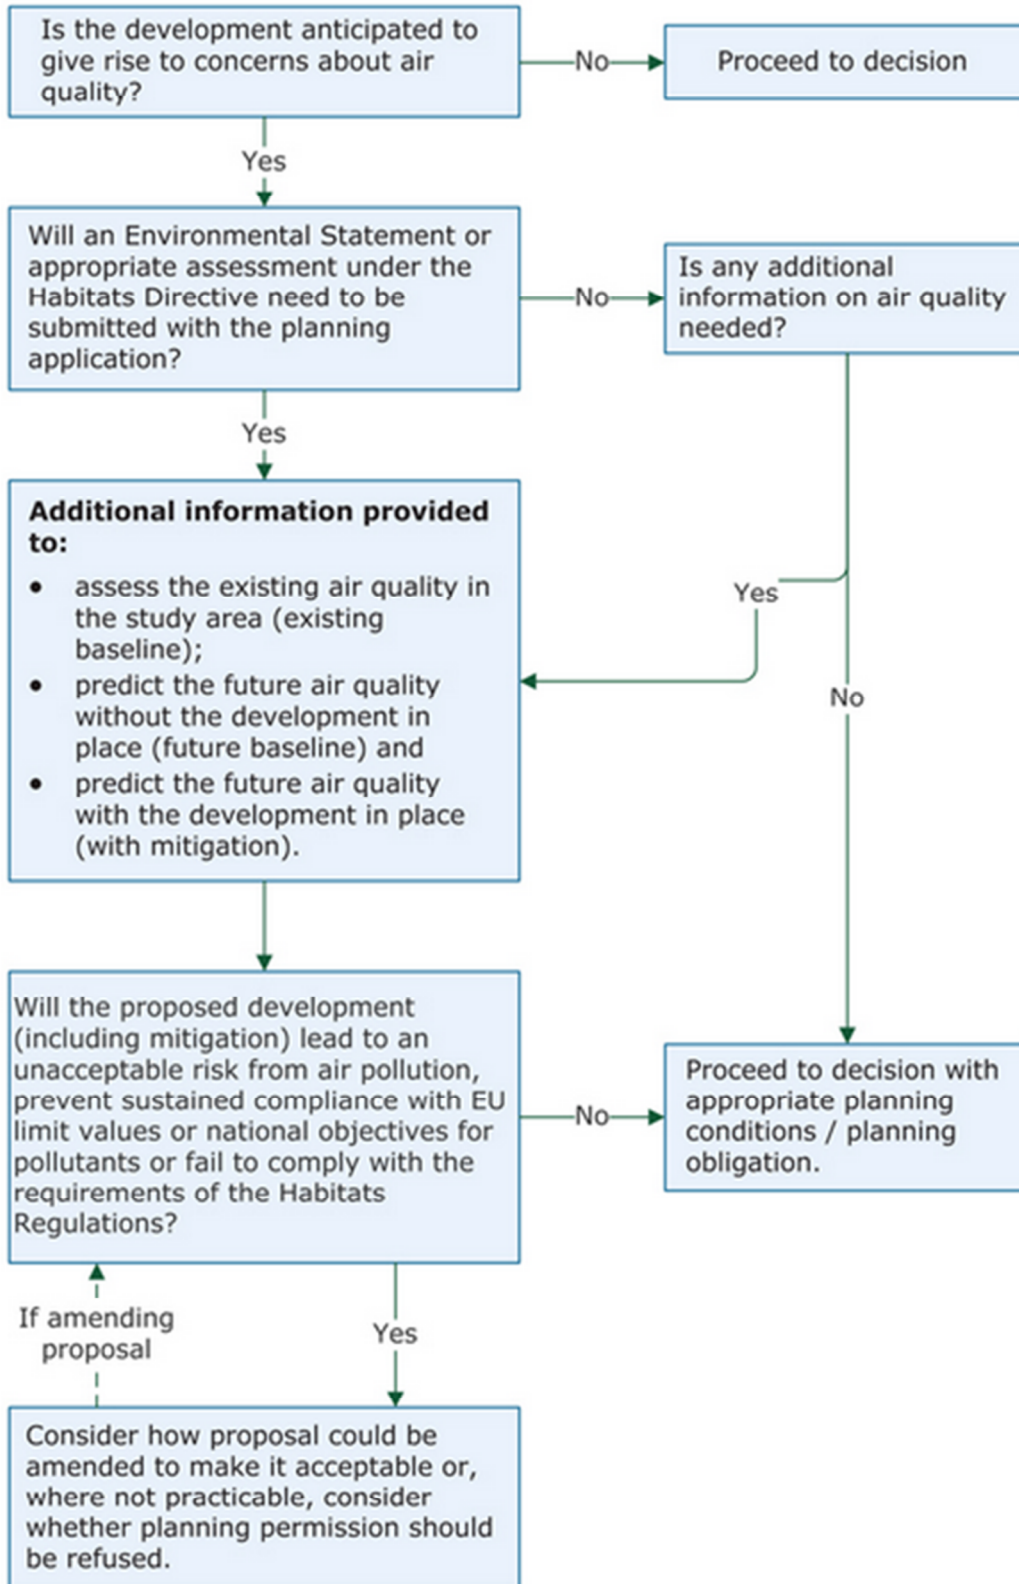 Is the development anticipated to
give rise to concerns about air
quality?
No
Proceed to decision
Yes
Will an Environmental Statement or
appropriate assessment under the
Habitats Directive need to be
submitted with the planning
application?
No
Is any additional
information on air quality
needed?
Yes
Additional information provided
to:
• assess the existing air quality in
the study area (existing
baseline);
• predict the future air quality
without the development in
place (future baseline) and
• predict the future air quality
with the development in place
(with mitigation).
Yes
No
Will the proposed development
(including mitigation) lead to an
unacceptable risk from air pollution,
prevent sustained compliance with EU
limit values or national objectives for
pollutants or fail to comply with the
requirements of the Habitats
Regulations?
No
Proceed to decision with
appropriate planning
conditions / planning
obligation.
If amending
proposal
Yes
Consider how proposal could be
amended to make it acceptable or,
where not practicable, consider
whether planning permission should
be refused.